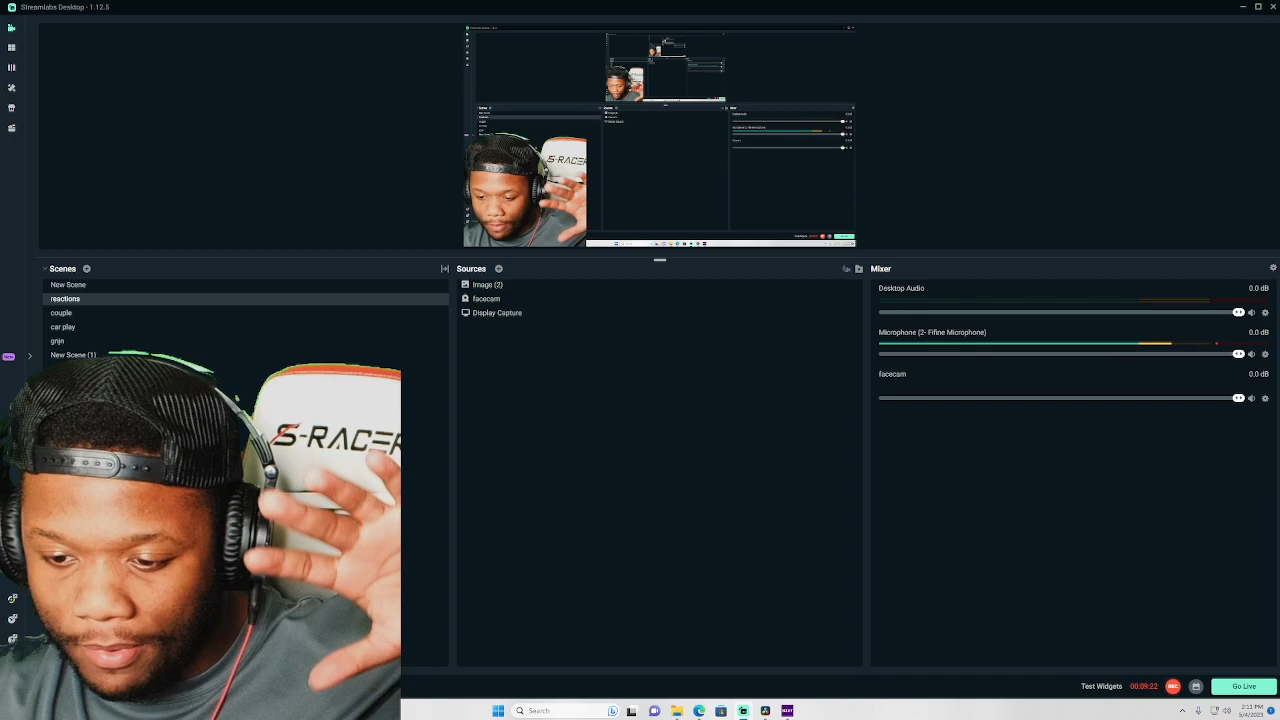 Streamlabs Desktop - 1.12.5
Scenes
New Scene
reactions
couple
car play
gnjn
New Scene (1)
Sources
Image (2)
facecam
Display Capture
Mixer
Desktop Audio 0.0 dB
Microphone (2- Fifine Microphone) 0.0 dB
facecam 0.0 dB
S-RACER
S-RACER
Test Widgets 00:09:22 REC Go Live
Search
2:11 PM